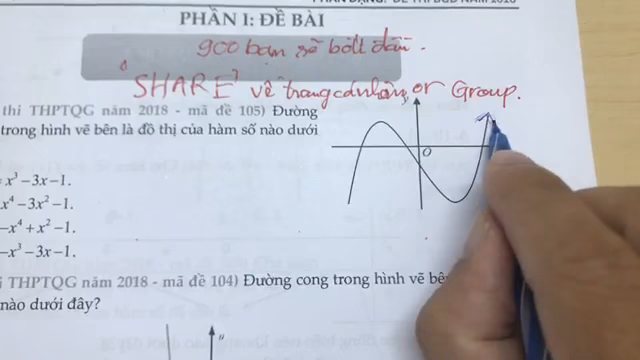 PHẦN I: ĐỀ BÀI
900 bạn sẽ bắt đầu.
"SHARE" về trang cá nhân, or Group.
thi THPTQG năm 2018 - mã đề 105) Đường
trong hình vẽ bên là đồ thị của hàm số nào dưới
x³ - 3x - 1.
x⁴ - 3x² - 1.
-x⁴ + x² - 1.
-x³ - 3x - 1.
O
THPTQG năm 2018 - mã đề 104) Đường cong trong hình vẽ bên
nào dưới đây?